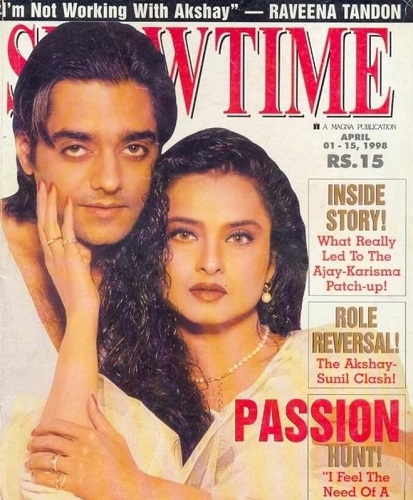 I'm Not Working With Akshay" — RAVEENA TANDON
SHOWTIME
A MAGNA PUBLICATION
APRIL
01 - 15, 1998
RS.15
INSIDE
STORY!
What Really
Led To The
Ajay-Karisma
Patch-up!
ROLE
REVERSAL!
The Akshay-
Sunil Clash!
PASSION
HUNT!
"I Feel The
Need Of A